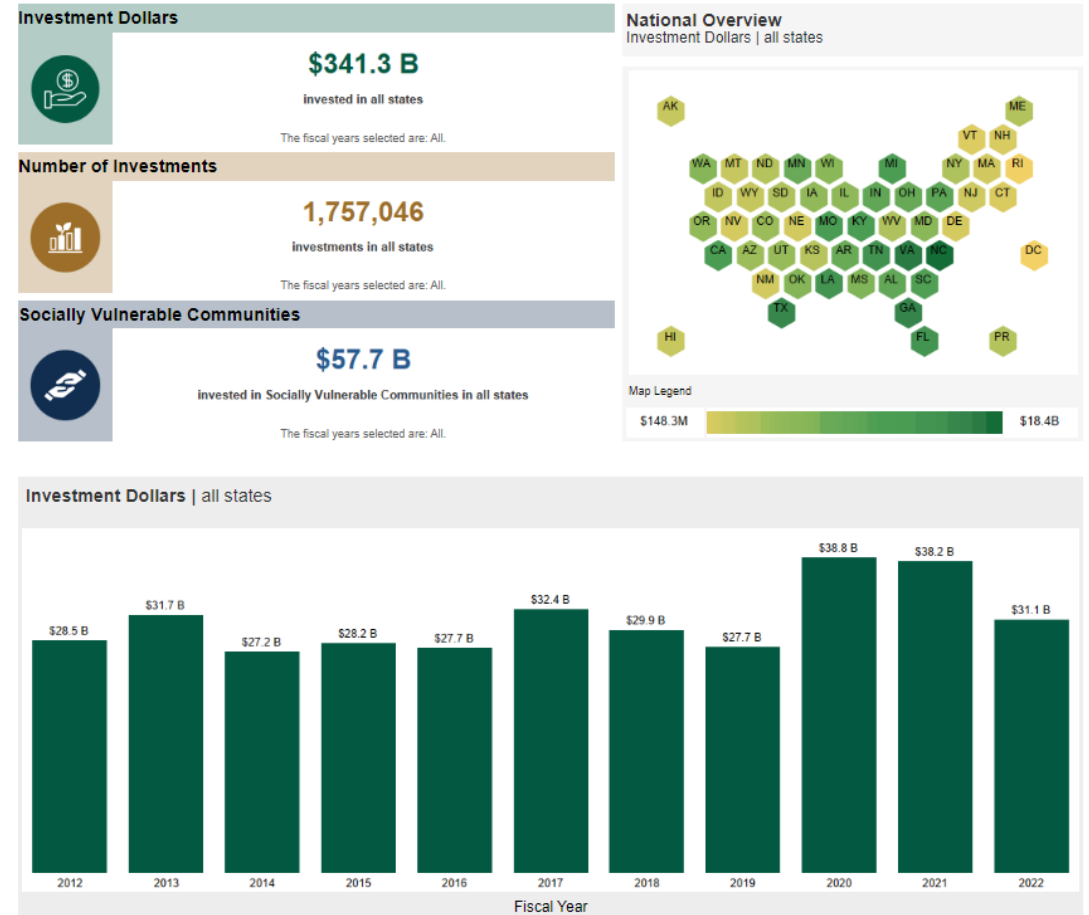 Investment Dollars
$341.3 B
invested in all states
The fiscal years selected are: All.
Number of Investments
1,757,046
investments in all states
The fiscal years selected are: All.
Socially Vulnerable Communities
$57.7 B
invested in Socially Vulnerable Communities in all states
The fiscal years selected are: All.
National Overview
Investment Dollars | all states
AK ME
VT NH
WA MT ND MN WI MI NY MA RI
ID WY SD IA IL IN OH PA NJ CT
OR NV CO NE MO KY WV MD DE
CA AZ UT KS AR TN VA NC DC
NM OK LA MS AL SC
TX GA
HI FL PR
Map Legend
$148.3M $18.4B
Investment Dollars | all states
$28.5 B $31.7 B $27.2 B $28.2 B $27.7 B $32.4 B $29.9 B $27.7 B $38.8 B $38.2 B $31.1 B
2012 2013 2014 2015 2016 2017 2018 2019 2020 2021 2022
Fiscal Year